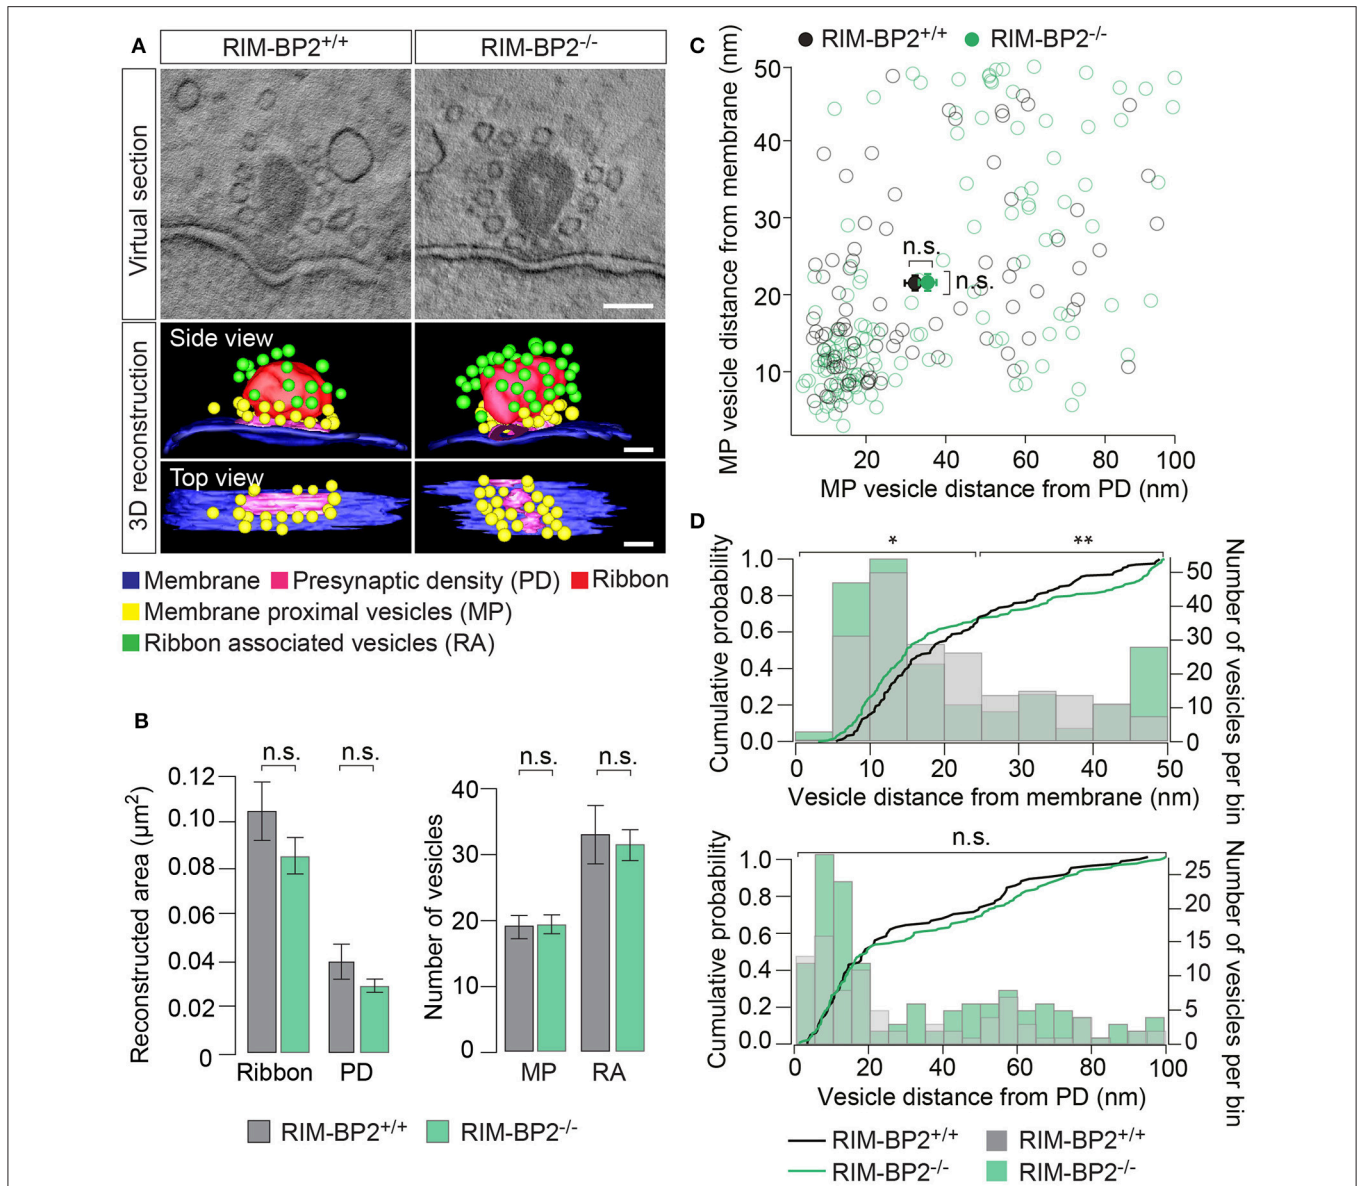 A
RIM-BP2+/+
RIM-BP2-/-
Virtual section
3D reconstruction
Side view
Top view
Membrane
Presynaptic density (PD)
Ribbon
Membrane proximal vesicles (MP)
Ribbon associated vesicles (RA)
B
Reconstructed area (µm2)
0.12
0.10
0.08
0.06
0.04
0.02
0
n.s.
n.s.
Ribbon
PD
Number of vesicles
40
30
20
10
0
n.s.
n.s.
MP
RA
RIM-BP2+/+
RIM-BP2-/-
C
RIM-BP2+/+
RIM-BP2-/-
MP vesicle distance from membrane (nm)
50
40
30
20
10
n.s.
n.s.
20 40 60 80 100
MP vesicle distance from PD (nm)
D
Cumulative probability
1.0
0.8
0.6
0.4
0.2
0.0
*
**
Number of vesicles per bin
50
40
30
20
10
0
0 10 20 30 40 50
Vesicle distance from membrane (nm)
Cumulative probability
1.0
0.8
0.6
0.4
0.2
0.0
n.s.
Number of vesicles per bin
25
20
15
10
5
0
0 20 40 60 80 100
Vesicle distance from PD (nm)
RIM-BP2+/+
RIM-BP2+/+
RIM-BP2-/-
RIM-BP2-/-